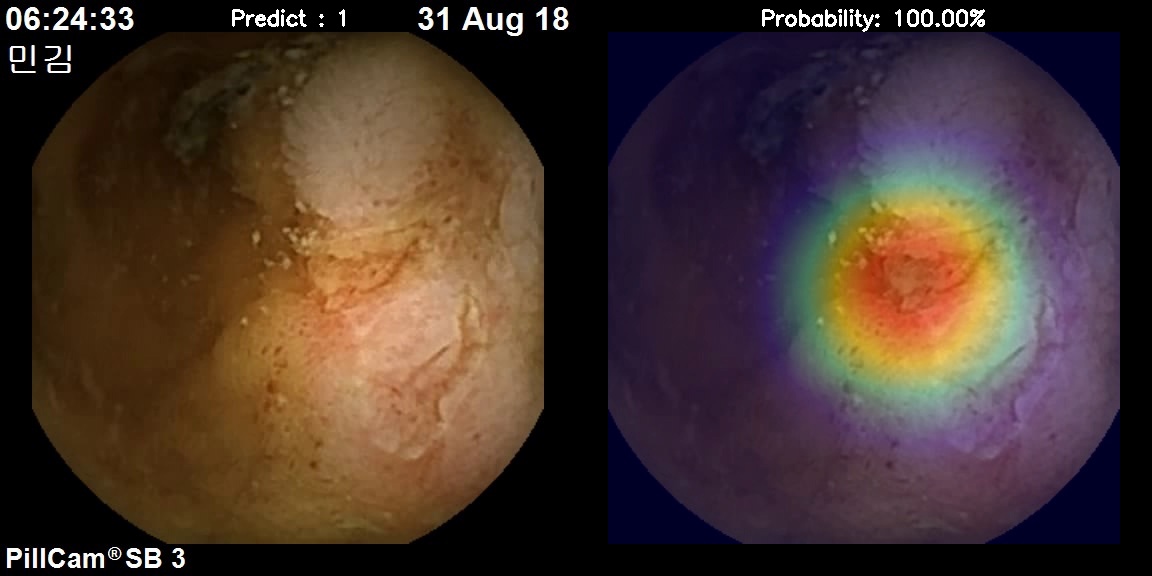 06:24:33 Predict : 1 31 Aug 18 Probability: 100.00%
민김
PillCam® SB 3